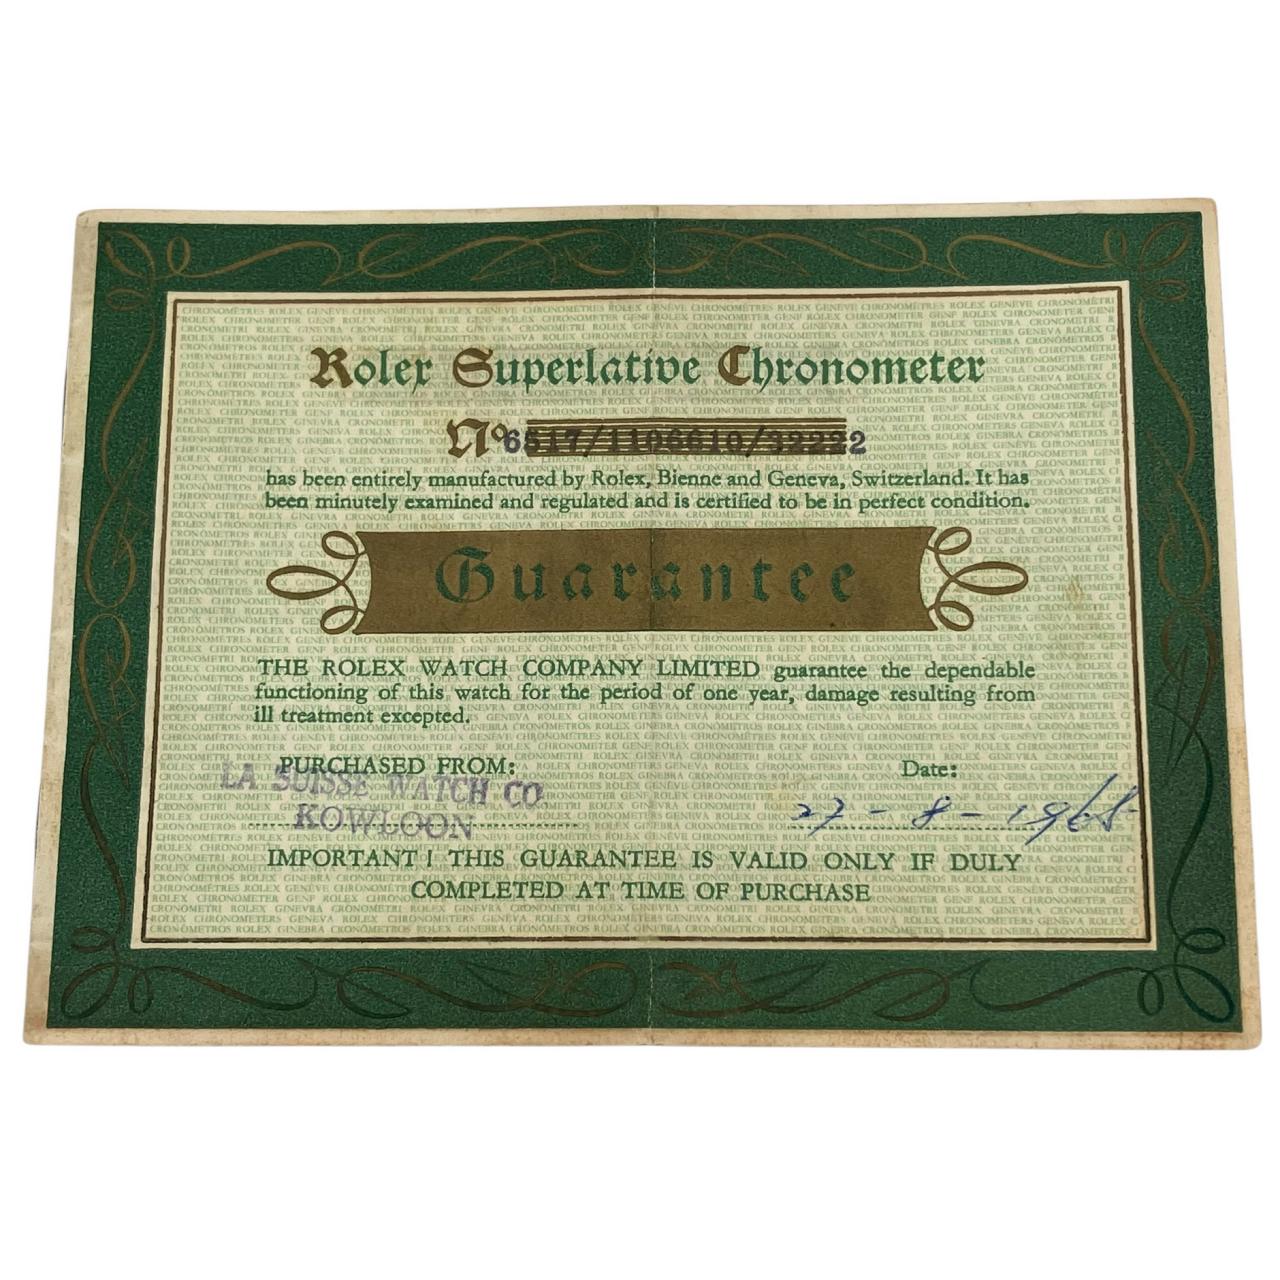 Rolex Superlative Chronometer
No 6517/1106610/32222
has been entirely manufactured by Rolex, Bienne and Geneva, Switzerland. It has
been minutely examined and regulated and is certified to be in perfect condition.
Guarantee
THE ROLEX WATCH COMPANY LIMITED guarantee the dependable
functioning of this watch for the period of one year, damage resulting from
ill treatment excepted.
PURCHASED FROM:
Date:
LA SUISSE WATCH CO
KOWLOON
27-8-1965
IMPORTANT! THIS GUARANTEE IS VALID ONLY IF DULY
COMPLETED AT TIME OF PURCHASE